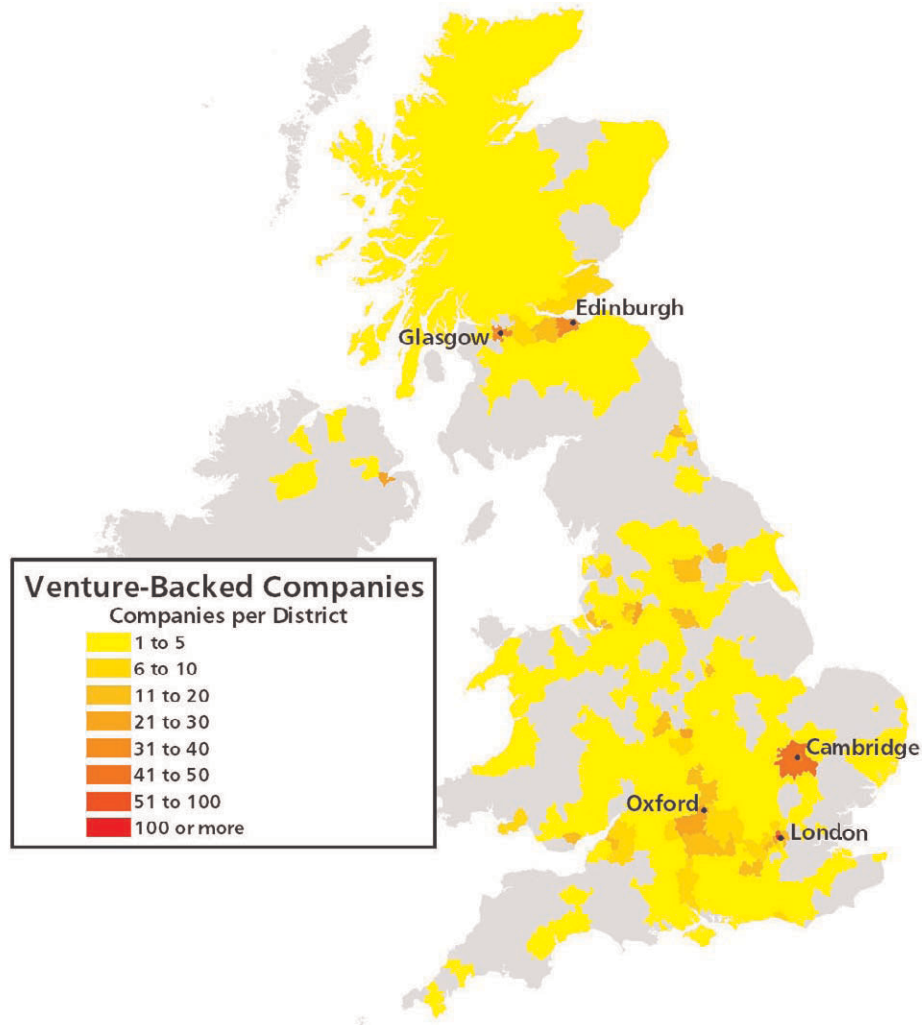 Edinburgh
Glasgow
Venture-Backed Companies
Companies per District
1 to 5
6 to 10
11 to 20
21 to 30
31 to 40
41 to 50
51 to 100
100 or more
Cambridge
Oxford
London